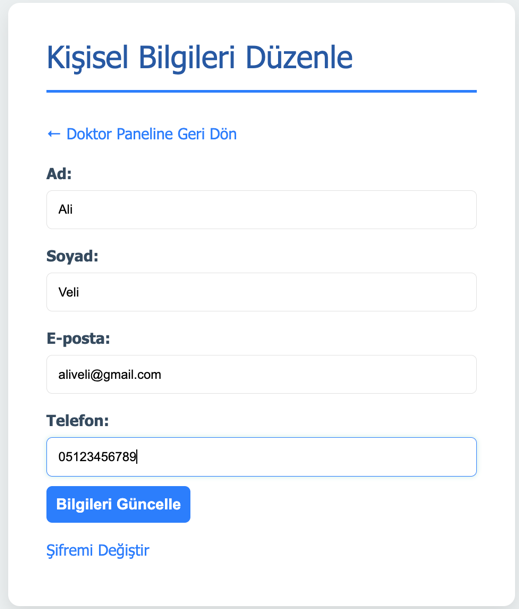 Kişisel Bilgileri Düzenle
← Doktor Paneline Geri Dön
Ad:
Ali
Soyad:
Veli
E-posta:
aliveli@gmail.com
Telefon:
05123456789
Bilgileri Güncelle
Şifremi Değiştir